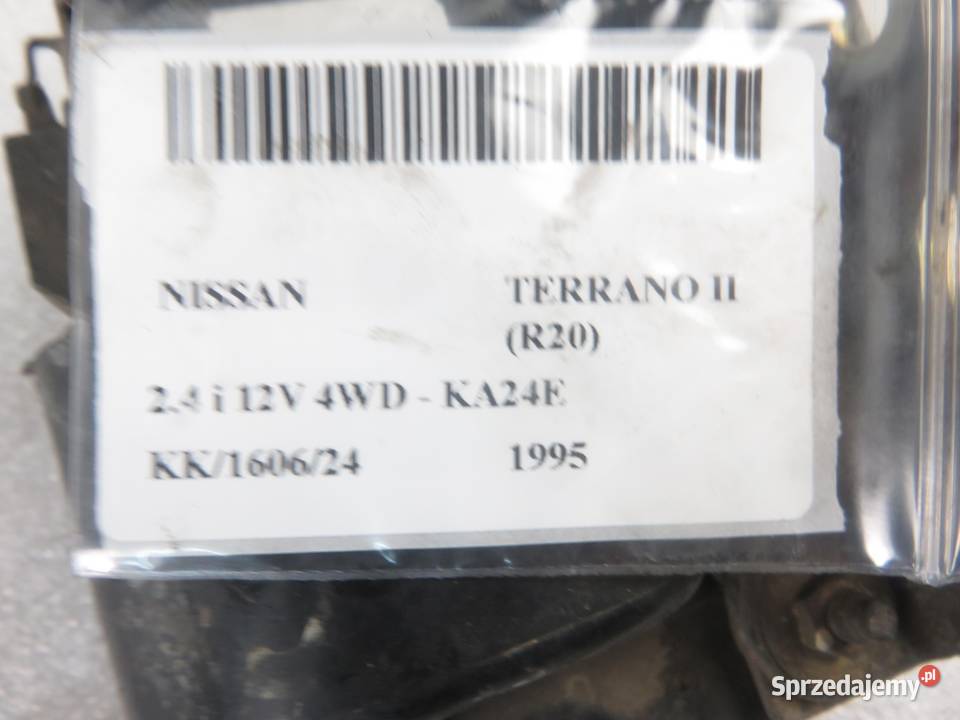 NISSAN TERRANO II
(R20)
2.4 i 12V 4WD - KA24E
KK/1606/24 1995
Sprzedajemy.pl